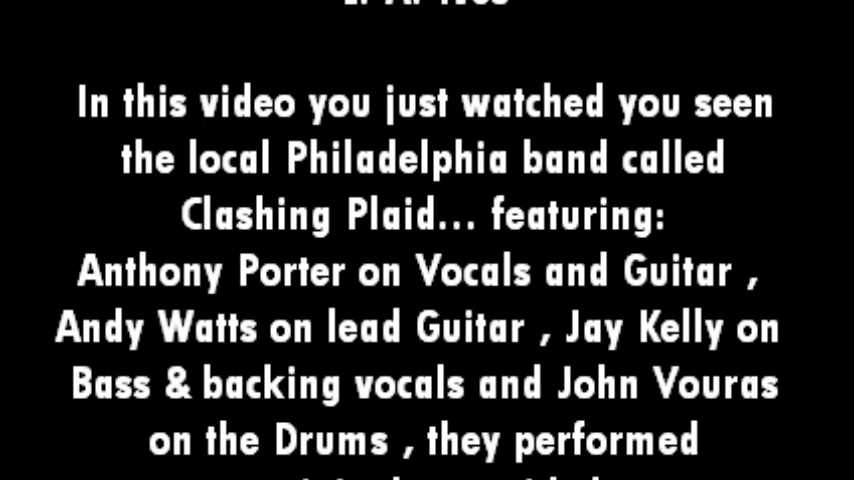 In this video you just watched you seen
the local Philadelphia band called
Clashing Plaid... featuring:
Anthony Porter on Vocals and Guitar ,
Andy Watts on lead Guitar , Jay Kelly on
Bass & backing vocals and John Vouras
on the Drums , they performed